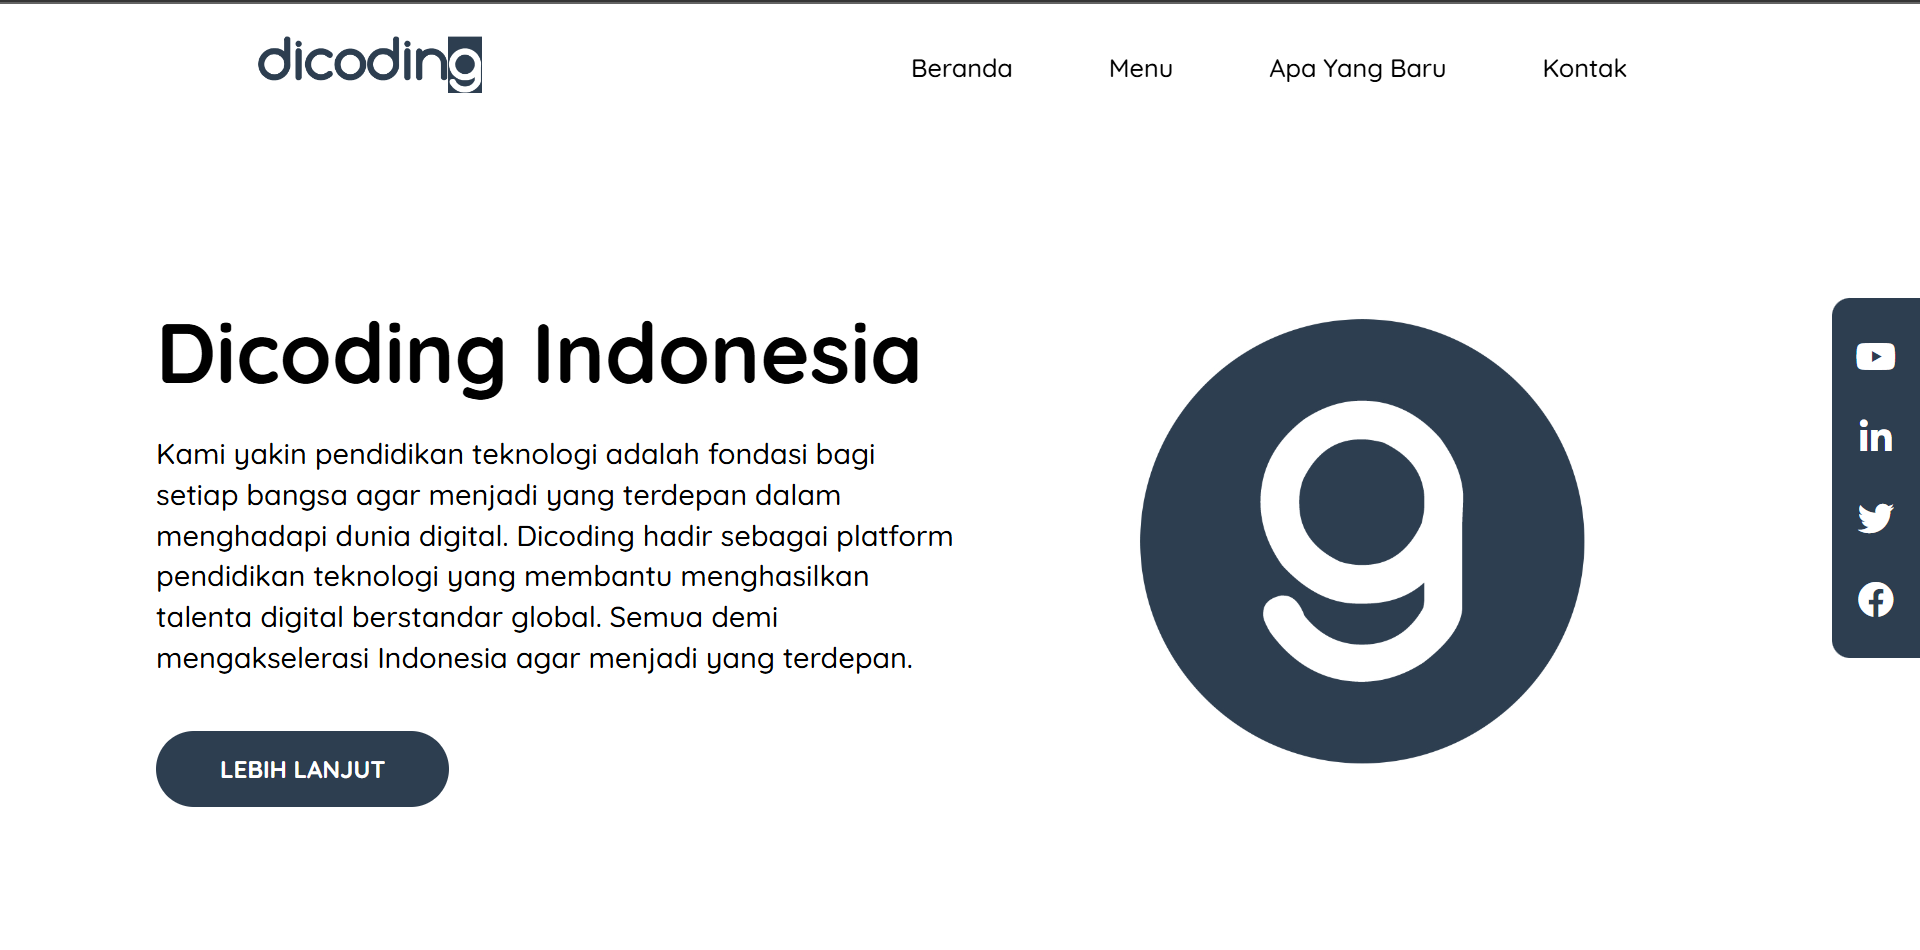 dicoding
Beranda Menu Apa Yang Baru Kontak
Dicoding Indonesia
Kami yakin pendidikan teknologi adalah fondasi bagi
setiap bangsa agar menjadi yang terdepan dalam
menghadapi dunia digital. Dicoding hadir sebagai platform
pendidikan teknologi yang membantu menghasilkan
talenta digital berstandar global. Semua demi
mengakselerasi Indonesia agar menjadi yang terdepan.
LEBIH LANJUT
g
in